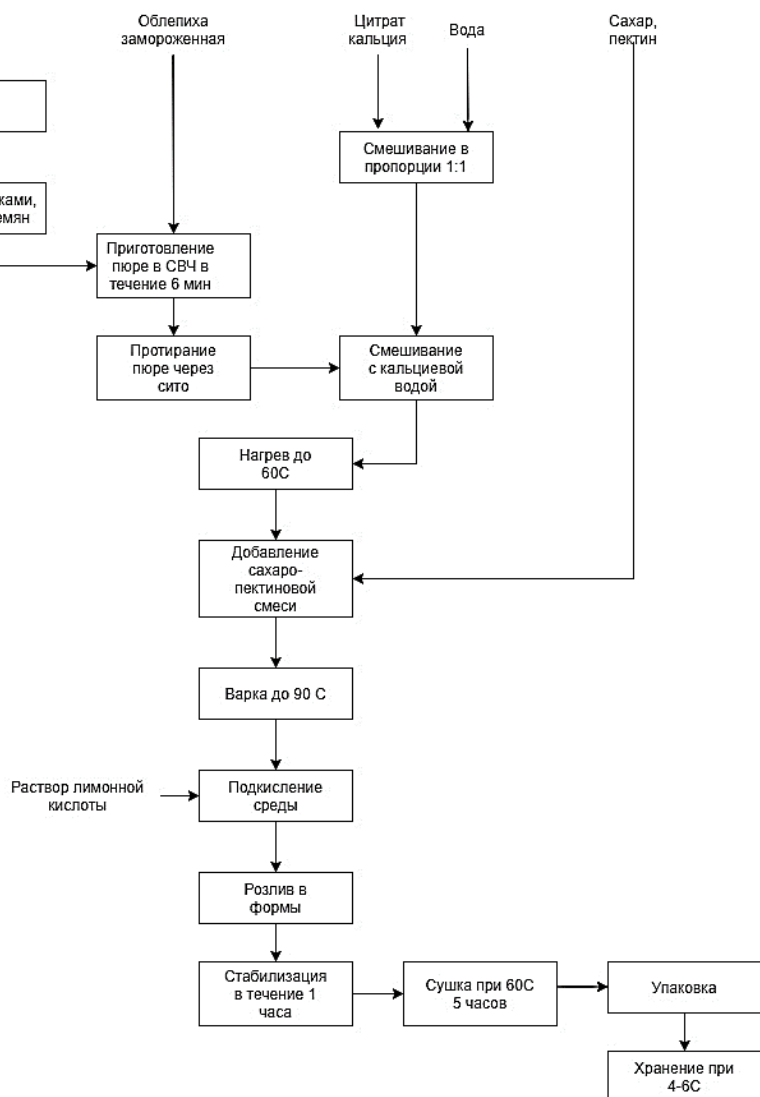 Облепиха
замороженная
Цитрат
кальция
Вода
Сахар,
пектин
Смешивание в
пропорции 1:1
Приготовление
пюре в СВЧ в
течение 6 мин
Протирание
пюре через
сито
Смешивание
с кальциевой
водой
Нагрев до
60С
Добавление
сахаро-
пектиновой
смеси
Варка до 90 С
Раствор лимонной
кислоты
Подкисление
среды
Розлив в
формы
Стабилизация
в течение 1
часа
Сушка при 60С
5 часов
Упаковка
Хранение при
4-6С